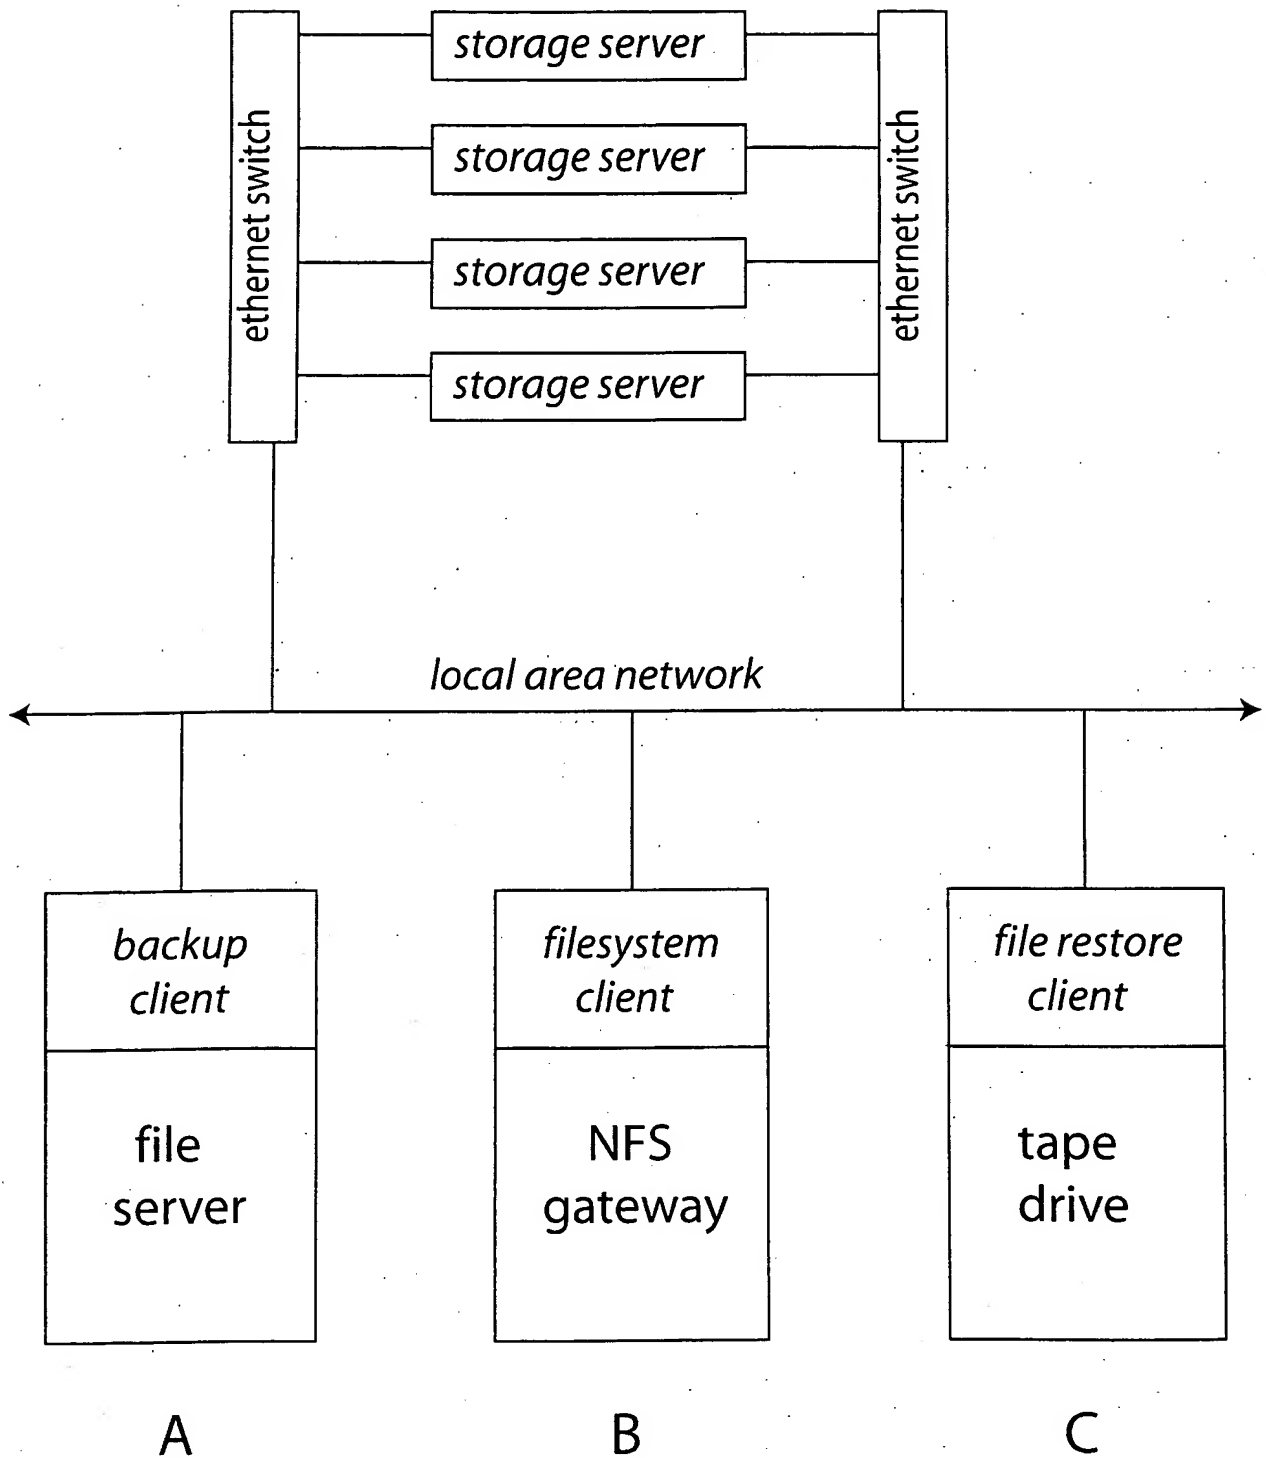 storage server
storage server
storage server
storage server
ethernet switch
ethernet switch
local area network
backup
client
file
server
filesystem
client
NFS
gateway
file restore
client
tape
drive
A
B
C